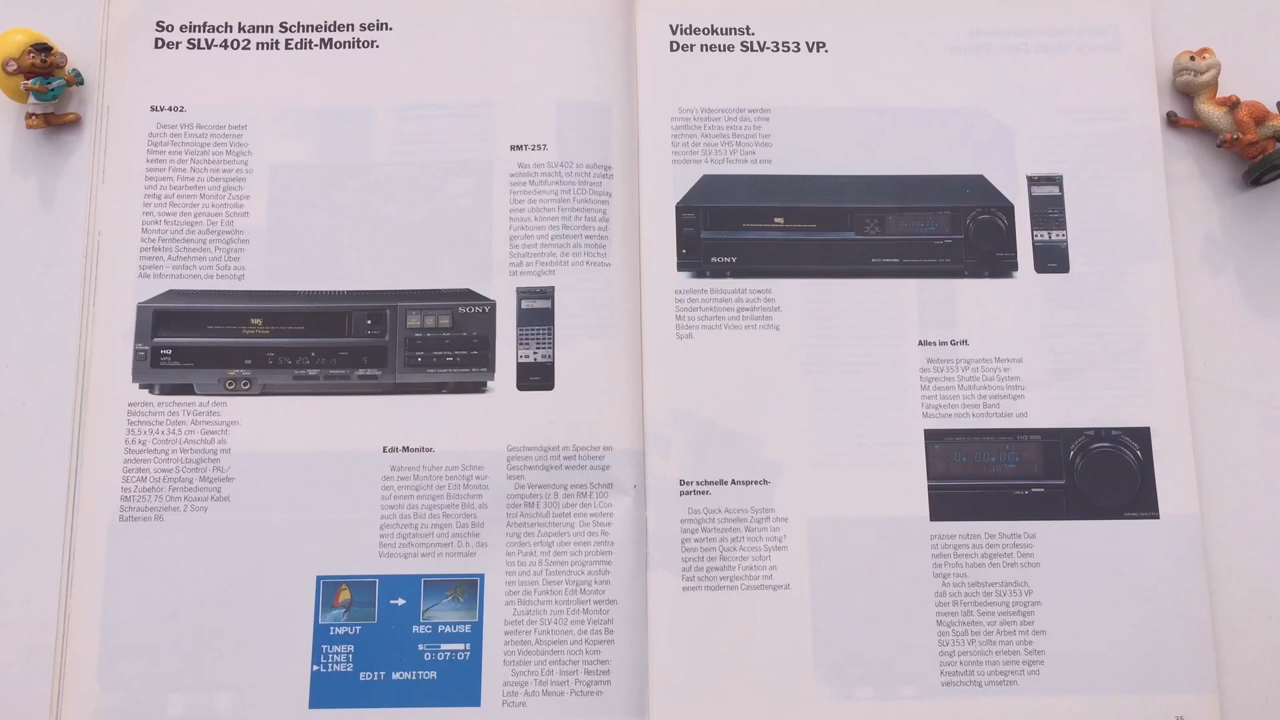 So einfach kann Schneiden sein.
Der SLV-402 mit Edit-Monitor.
SLV-402.
Dieser VHS-Recorder bietet
durch den Einsatz moderner
Digital-Technologie dem Video-
filmer eine Vielzahl von Möglich-
keiten in der Nachbearbeitung
seiner Filme. Noch nie war es so
bequem, Filme zu überspielen
und zu bearbeiten und gleich-
zeitig auf einem Monitor Zuspie-
ler und Recorder zu kontrollie-
ren, sowie den genauen Schnitt-
punkt festzulegen. Der Edit
Monitor und die außergewöhn-
liche Fernbedienung ermöglichen
perfektes Schneiden, Program-
mieren, Aufnehmen und Über-
spielen – einfach vom Sofa aus.
Alle Informationen, die benötigt
SONY
VHS
Digital Picture
HQ
werden, erscheinen auf dem
Bildschirm des TV-Gerätes.
Technische Daten: Abmessungen:
35,5 x 9,4 x 34,5 cm · Gewicht:
6,6 kg · Control-L-Anschluß als
Steuerleitung in Verbindung mit
anderen Control-L-tauglichen
Geräten, sowie S-Control · PAL/
SECAM Ost-Empfang · Mitgeliefer-
tes Zubehör: Fernbedienung
RMT-257, 75 Ohm Koaxial-Kabel,
Schraubenzieher, 2 Sony
Batterien R6.
RMT-257.
Was den SLV-402 so außerge-
wöhnlich macht, ist nicht zuletzt
seine Multifunktions-Infrarot
Fernbedienung mit LCD-Display.
Über die normalen Funktionen
einer üblichen Fernbedienung
hinaus, können mit ihr fast alle
Funktionen des Recorders auf-
gerufen und gesteuert werden.
Sie dient demnach als mobile
Schaltzentrale, die ein Höchst-
maß an Flexibilität und Kreativi-
tät ermöglicht.
Edit-Monitor.
Während früher zum Schnei-
den zwei Monitore benötigt wur-
den, ermöglicht der Edit Monitor,
auf einem einzigen Bildschirm
sowohl das zugespielte Bild, als
auch das Bild des Recorders
gleichzeitig zu zeigen. Das Bild
wird digitalisiert und anschlie-
ßend zeitkomprimiert. D. h., das
Videosignal wird in normaler
INPUT
REC PAUSE
TUNER
LINE1
▶LINE2
S E
0:07:07
EDIT MONITOR
Geschwindigkeit im Speicher ein-
gelesen und mit weit höherer
Geschwindigkeit wieder ausge-
lesen.
Die Verwendung eines Schnitt-
computers (z. B. den RM-E 100
oder RM-E 300) über den L-Con-
trol Anschluß bietet eine weitere
Arbeitserleichterung. Die Steue-
rung des Zuspielers und des Re-
corders erfolgt über einen zentra-
len Punkt, mit dem sich problem-
los bis zu 8 Szenen programmie-
ren und auf Tastendruck ausfüh-
ren lassen. Dieser Vorgang kann
über die Funktion Edit-Monitor
am Bildschirm kontrolliert werden.
Zusätzlich zum Edit-Monitor
bietet der SLV-402 eine Vielzahl
weiterer Funktionen, die das Be-
arbeiten, Abspielen und Kopieren
von Videobändern noch kom-
fortabler und einfacher machen:
Synchro Edit · Insert · Restzeit-
anzeige · Titel Insert · Programm
Liste · Auto Menue · Picture-in-
Picture.
Videokunst.
Der neue SLV-353 VP.
Sony's Videorecorder werden
immer kreativer. Und das, ohne
sämtliche Extras extra zu be-
rechnen. Aktuelles Beispiel hier-
für ist der neue VHS-Mono-Video-
recorder SLV-353 VP. Dank
moderner 4-Kopf-Technik ist eine
VHS
SONY
exzellente Bildqualität sowohl
bei den normalen als auch den
Sonderfunktionen gewährleistet.
Mit so scharfen und brillanten
Bildern macht Video erst richtig
Spaß.
Der schnelle Ansprech-
partner.
Das Quick-Access-System
ermöglicht schnellen Zugriff ohne
lange Wartezeiten. Warum län-
ger warten als jetzt noch nötig?
Denn beim Quick-Access-System
spricht der Recorder sofort
auf die gewählte Funktion an.
Fast schon vergleichbar mit
einem modernen Cassettengerät.
Alles im Griff.
Weiteres prägnantes Merkmal
des SLV-353 VP ist Sony's er-
folgreiches Shuttle Dial-System.
Mit diesem Multifunktions-Instru-
ment lassen sich die vielseitigen
Fähigkeiten dieser Band-
Maschine noch komfortabler und
präziser nutzen. Der Shuttle Dial
ist übrigens aus dem professio-
nellen Bereich abgeleitet. Denn
die Profis haben den Dreh schon
lange raus.
An sich selbstverständlich,
daß sich auch der SLV-353 VP
über IR-Fernbedienung program-
mieren läßt. Seine vielseitigen
Möglichkeiten, vor allem aber
den Spaß bei der Arbeit mit dem
SLV-353 VP, sollte man unbe-
dingt persönlich erleben. Selten
zuvor konnte man seine eigene
Kreativität so unbegrenzt und
vielschichtig umsetzen.